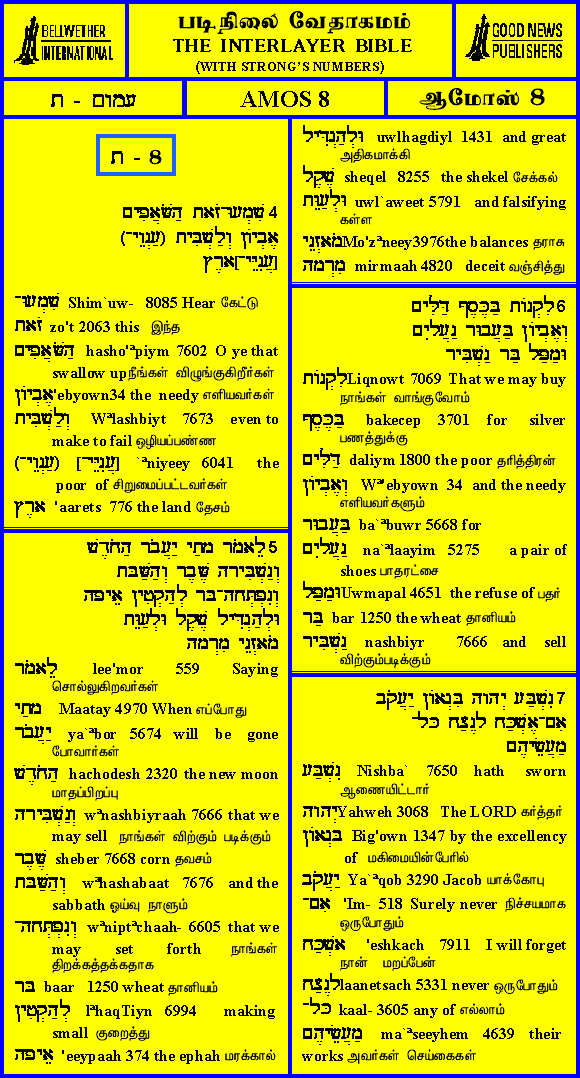 BELLWETHER
INTERNATIONAL
படிநிலை வேதாகமம்
THE INTERLAYER BIBLE
(WITH STRONG'S NUMBERS)
GOOD NEWS
PUBLISHERS
עמום - ח
AMOS 8
ஆமோஸ் 8
ח - 8
4 שִׁמְעוּ־זֹאת הַשֹּׁאֲפִים
אֶבְיוֹן וְלַשְׁבִּית (עַנְוֵי־)
[עֲנִיֵּי־]אָרֶץ
שִׁמְעוּ־ Shim`uw- 8085 Hear கேட்டு
זֹאת zo't 2063 this இந்த
הַשֹּׁאֲפִים hasho'ªpiym 7602 O ye that
swallow up நீங்கள் விழுங்குகிறீர்கள்
אֶבְיוֹן 'ebyown34 the needy எளியவர்கள்
וְלַשְׁבִּית Wªlashbiyt 7673 even to
make to fail ஒழியப்பண்ண
(עַנְוֵי־) [עֲנִיֵּי־] `ªniyeey 6041 the
poor of சிறுமைப்பட்டவர்கள்
אָרֶץ 'aarets 776 the land தேசம்
5 לֵאמֹר מָתַי יַעֲבֹר הַחֹדֶשׁ
וְנַשְׁבִּירָה שֶּׁבֶר וְהַשַּׁבָּת
וְנִפְתְּחָה־בָּר לְהַקְטִין אֵיפָה
וּלְהַגְדִּיל שֶׁקֶל וּלְעַוֵּת
מֹאזְנֵי מִרְמָה
לֵאמֹר lee'mor 559 Saying
சொல்லுகிறவர்கள்
מָתַי Maatay 4970 When எப்போது
יַעֲבֹר ya`ªbor 5674 will be gone
போவார்கள்
הַחֹדֶשׁ hachodesh 2320 the new moon
மாதப்பிறப்பு
וְנַשְׁבִּירָה wªnashbiyraah 7666 that we
may sell நாங்கள் விற்கும் படிக்கும்
שֶּׁבֶר sheber 7668 corn தவசம்
וְהַשַּׁבָּת wªhashabaat 7676 and the
sabbath ஓய்வு நாளும்
וְנִפְתְּחָה־ wªniptªchaah- 6605 that we
may set forth நாங்கள்
திறக்கத்தக்கதாக
בָּר baar 1250 wheat தானியம்
לְהַקְטִין lªhaqTiyn 6994 making
small குறைத்து
אֵיפָה 'eeypaah 374 the ephah மரக்கால்
וּלְהַגְדִּיל uwlhagdiyl 1431 and great
அதிகமாக்கி
שֶׁקֶל sheqel 8255 the shekel சேக்கல்
וּלְעַוֵּת uwl`aweet 5791 and falsifying
கள்ள
מֹאזְנֵי Mo'zªneey3976the balances தராசு
מִרְמָה mirmaah 4820 deceit வஞ்சித்து
6 לִקְנוֹת בַּכֶּסֶף דַּלִּים
וְאֶבְיוֹן בַּעֲבוּר נַעֲלָיִם
וּמַפַּל בַּר נַשְׁבִּיר
לִקְנוֹת Liqnowt 7069 That we may buy
நாங்கள் வாங்குவோம்
בַּכֶּסֶף bakecep 3701 for silver
பணத்துக்கு
דַּלִּים daliym 1800 the poor தரித்திரன்
וְאֶבְיוֹן Wª'ebyown 34 and the needy
எளியவர்களும்
בַּעֲבוּר ba`ªbuwr 5668 for
נַעֲלָיִם na`ªlaayim 5275 a pair of
shoes பாதரட்சை
וּמַפַּל Uwmapal 4651 the refuse of பதர்
בַּר bar 1250 the wheat தானியம்
נַשְׁבִּיר nashbiyr 7666 and sell
விற்கும்படிக்கும்
7 נִשְׁבַּע יְהוָה בִּגְאוֹן יַעֲקֹב
אִם־אֶשְׁכַּח לָנֶצַח כָּל־
מַעֲשֵׂיהֶם
נִשְׁבַּע Nishba` 7650 hath sworn
ஆணையிட்டார்
יְהוָה Yahweh 3068 The LORD கர்த்தர்
בִּגְאוֹן Big'own 1347 by the excellency
of மகிமையின்பேரில்
יַעֲקֹב Ya`ªqob 3290 Jacob யாக்கோபு
אִם־ 'Im- 518 Surely never நிச்சயமாக
ஒருபோதும்
אֶשְׁכַּח 'eshkach 7911 I will forget
நான் மறப்பேன்
לָנֶצַח laanetsach 5331 never ஒருபோதும்
כָּל־ kaal- 3605 any of எல்லாம்
מַעֲשֵׂיהֶם ma`ªseeyhem 4639 their
works அவர்கள் செய்கைகள்